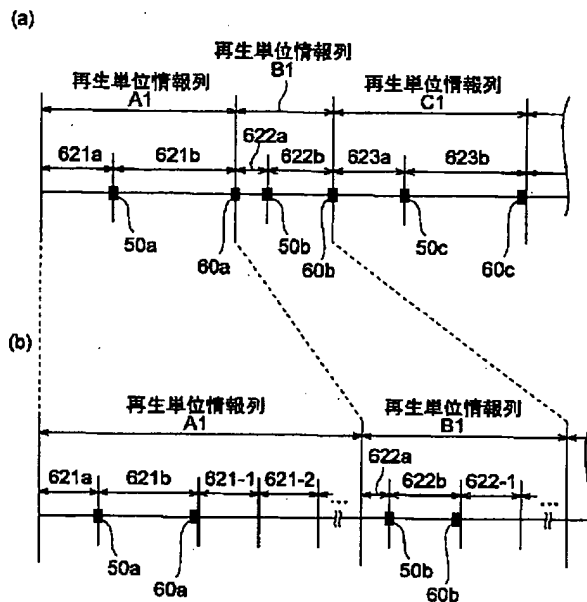 (a)
再生単位情報列
B1
再生単位情報列
A1
再生単位情報列
C1
621a 621b 622a 622b 623a 623b
50a 60a 50b 60b 50c 60c
(b)
再生単位情報列
A1
再生単位情報列
B1
621a 621b 621-1 621-2 ... 622a 622b 622-1 ...
50a 60a 50b 60b